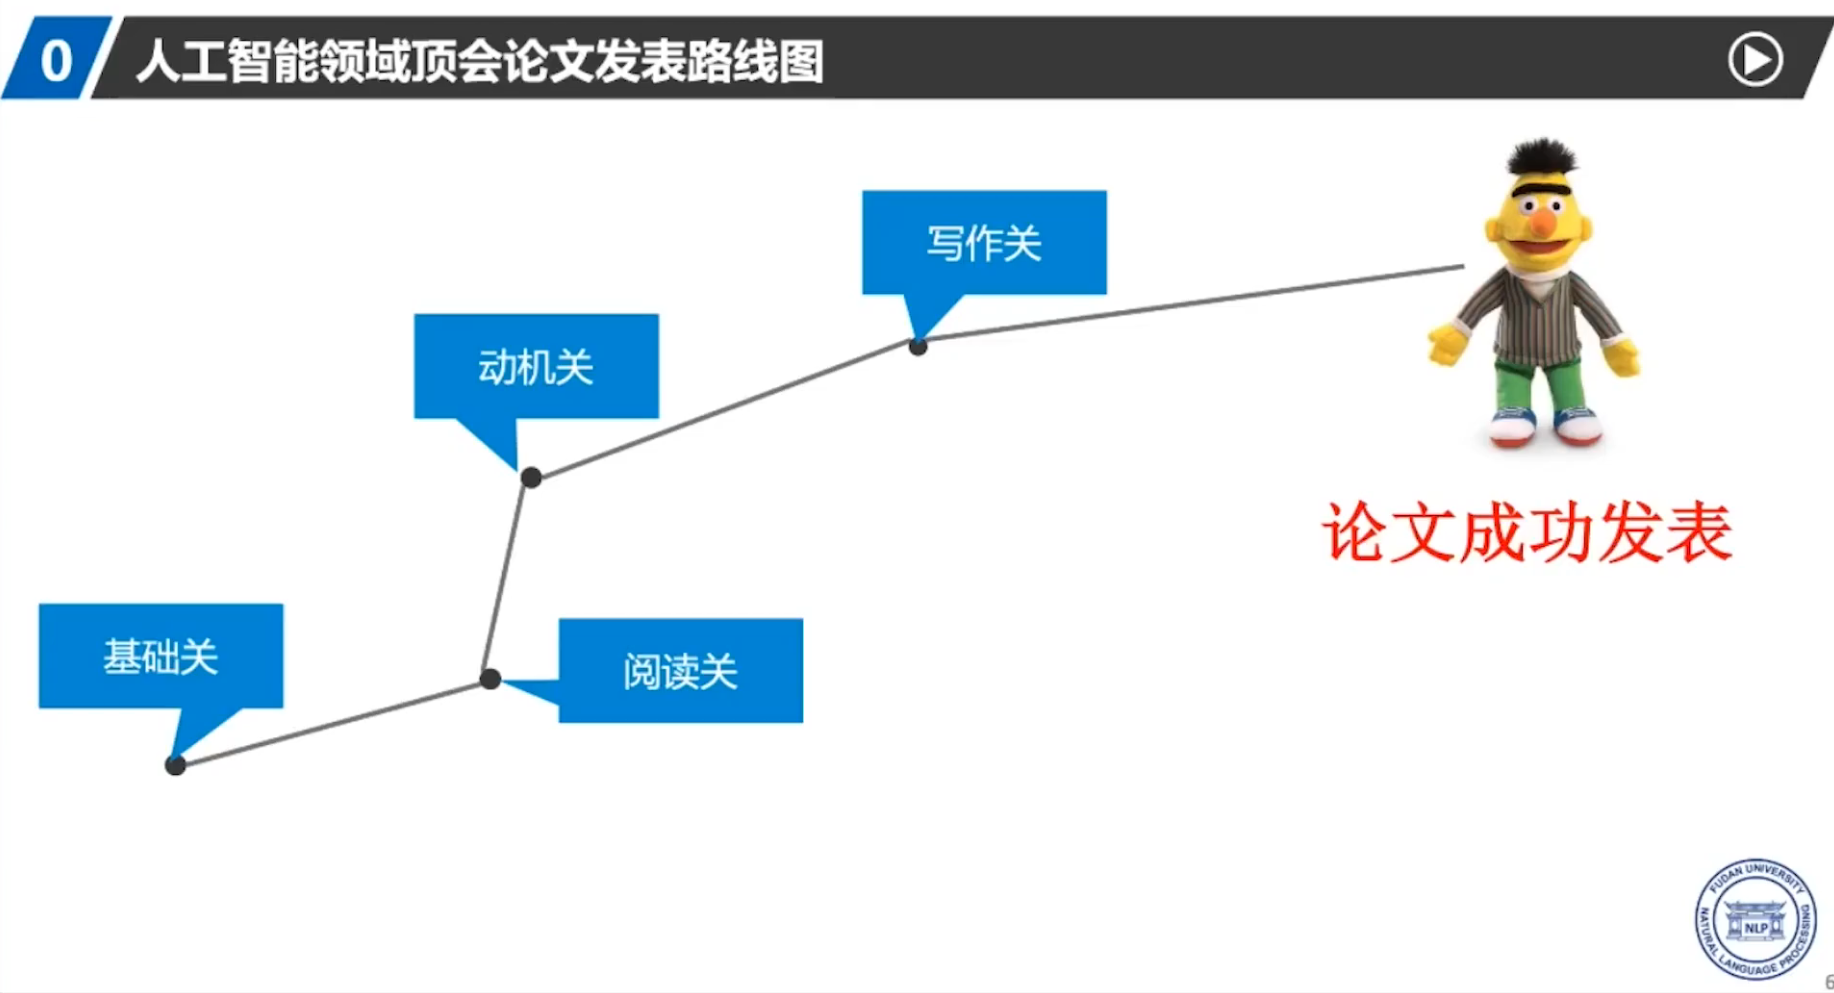 0
人工智能领域顶会论文发表路线图
写作关
动机关
论文成功发表
基础关
阅读关
FUDAN UNIVERSITY
NLP
NATURAL LANGUAGE PROCESSING
6